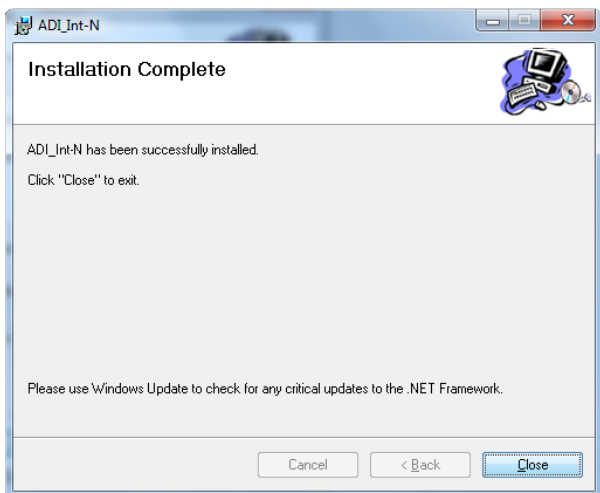 ADI_Int-N
Installation Complete
ADI_Int-N has been successfully installed.
Click "Close" to exit.
Please use Windows Update to check for any critical updates to the .NET Framework.
Cancel
< Back
Close